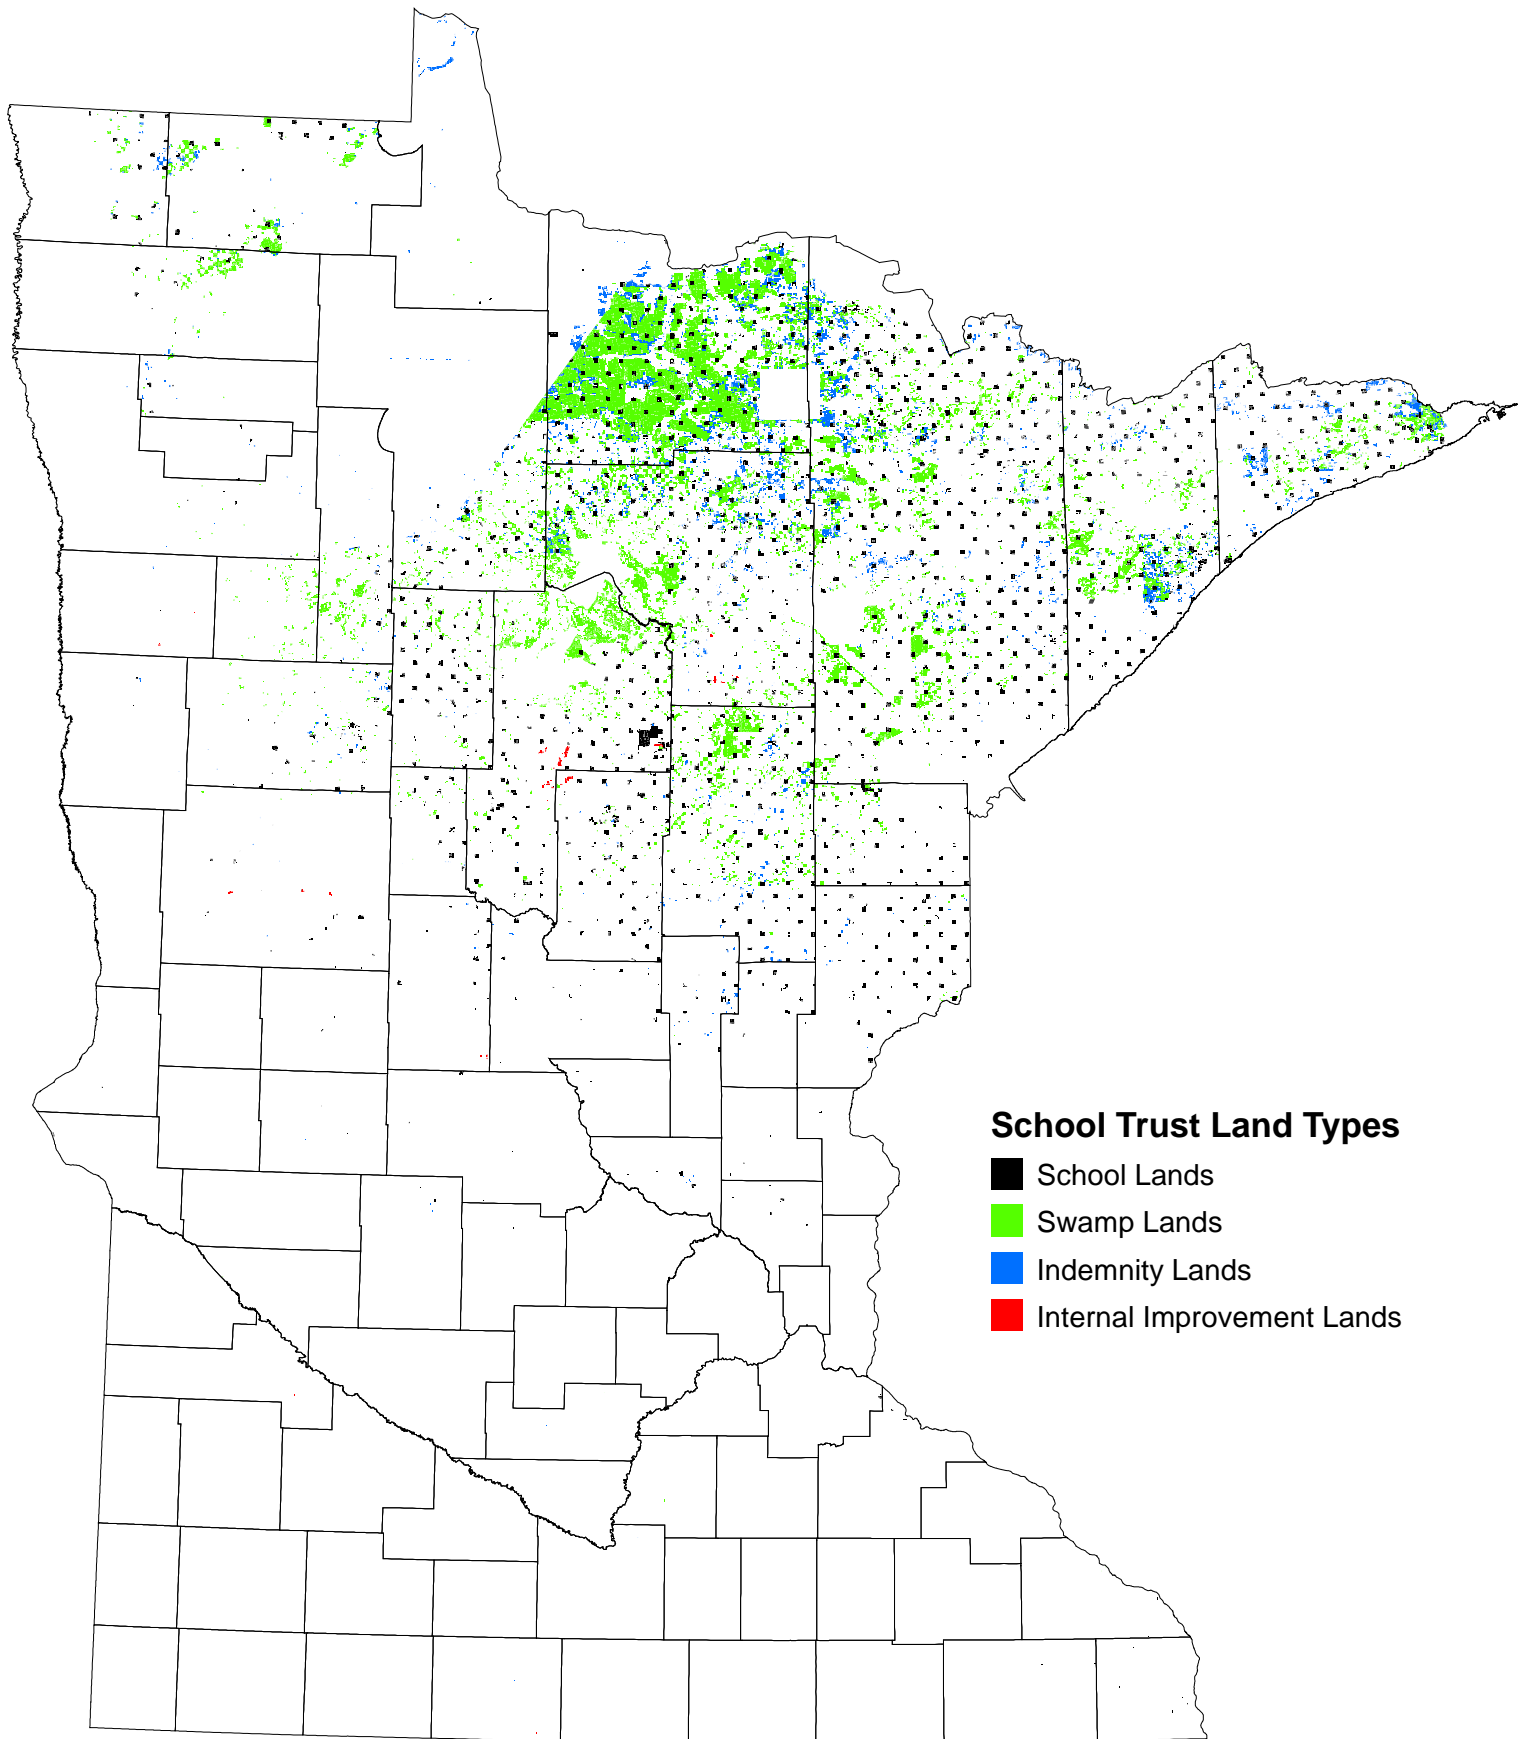 School Trust Land Types
School Lands
Swamp Lands
Indemnity Lands
Internal Improvement Lands